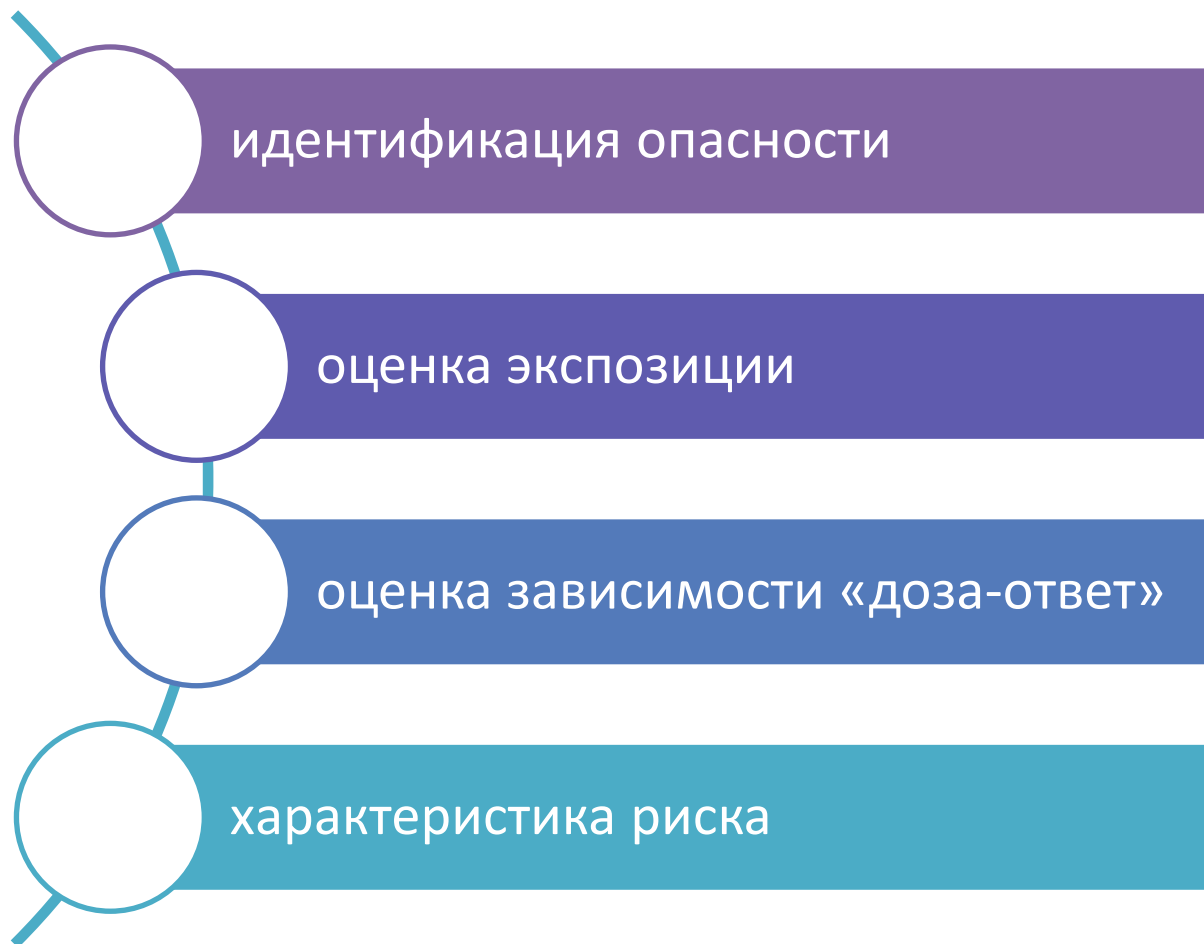 идентификация опасности
оценка экспозиции
оценка зависимости «доза-ответ»
характеристика риска